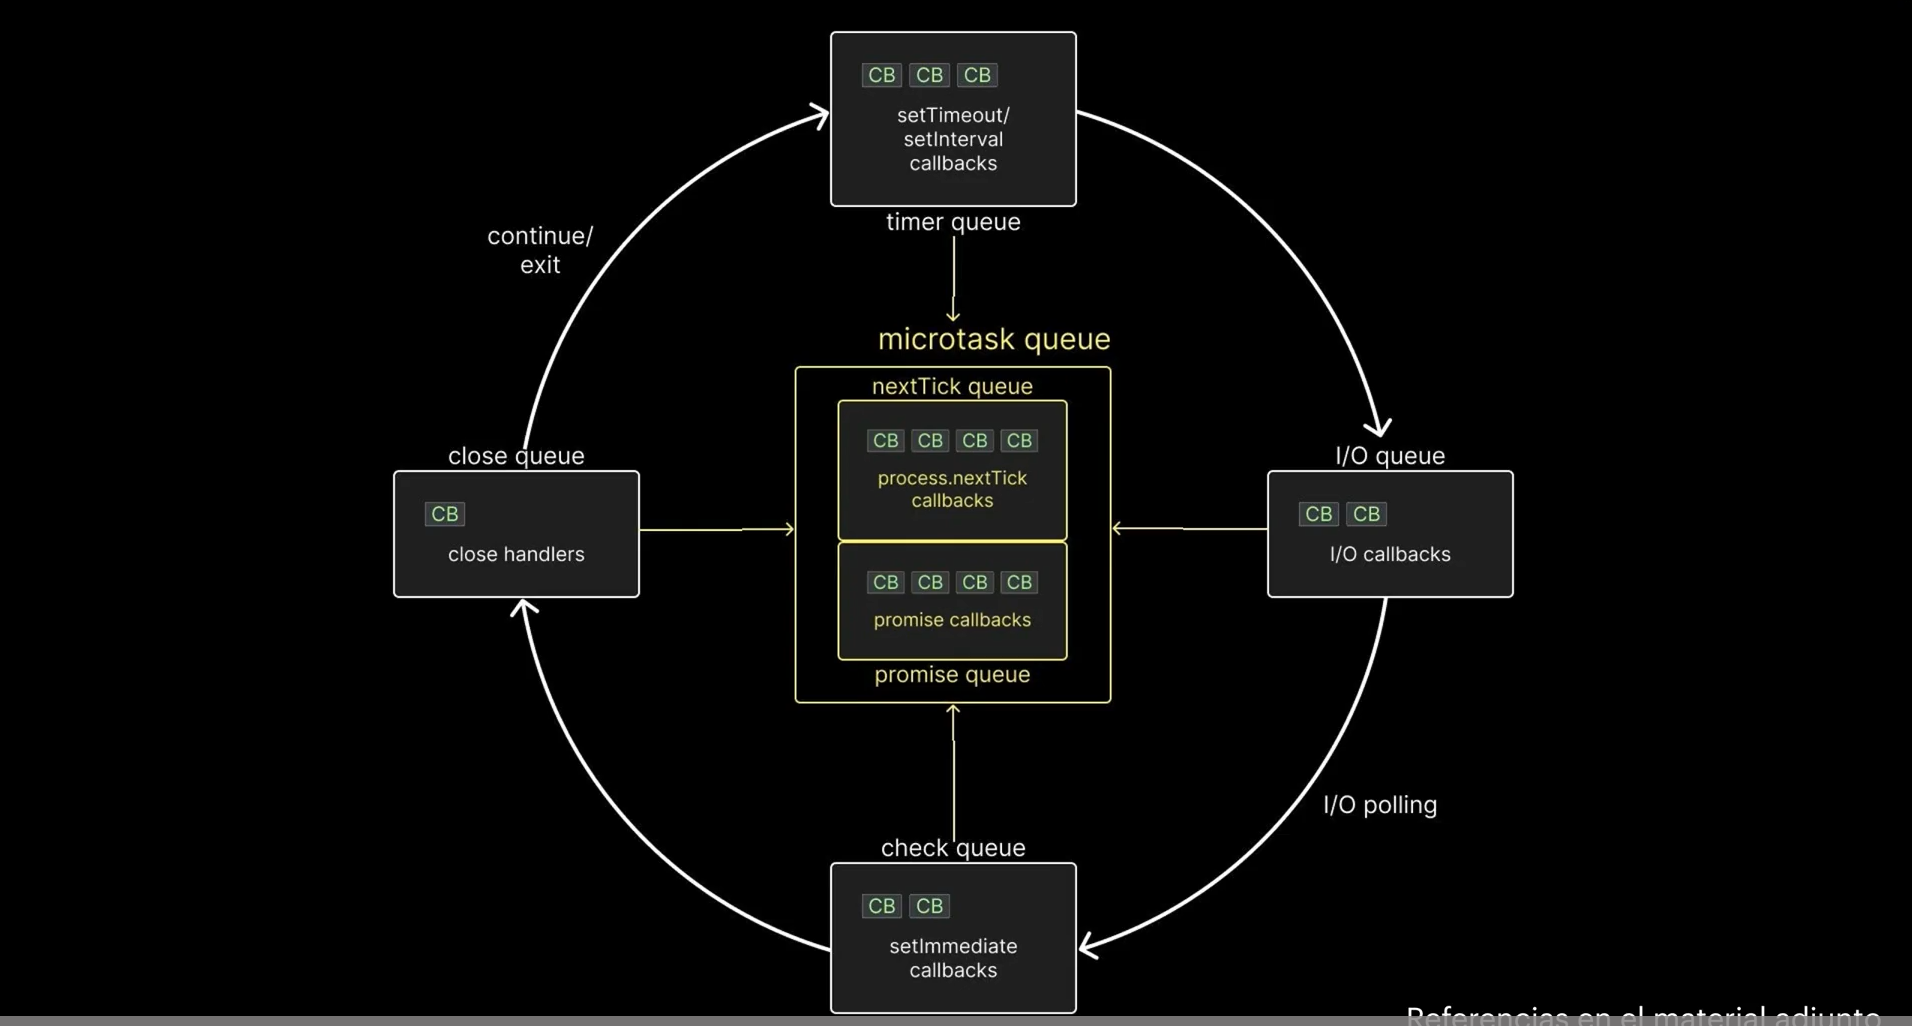 CB CB CB
setTimeout/
setInterval
callbacks
timer queue
continue/
exit
microtask queue
nextTick queue
CB CB CB CB
process.nextTick
callbacks
CB CB CB CB
promise callbacks
promise queue
close queue
CB
close handlers
I/O queue
CB CB
I/O callbacks
I/O polling
check queue
CB CB
setImmediate
callbacks
Referencias en el material adjunto